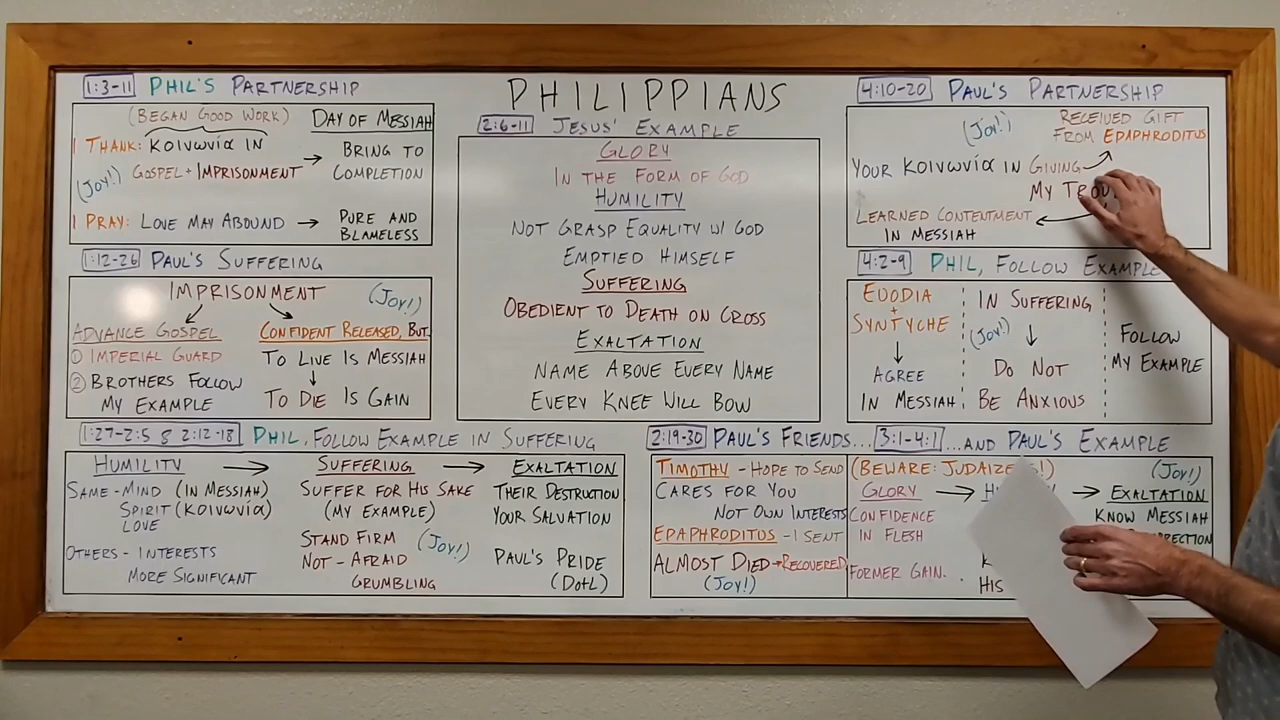 PHILIPPIANS
1:3-11 PHIL'S PARTNERSHIP
(BEGAN GOOD WORK)
DAY OF MESSIAH
I THANK: KOIVWVIα IN
(JOY!)
GOSPEL + IMPRISONMENT → BRING TO
COMPLETION
I PRAY: LOVE MAY ABOUND → PURE AND
BLAMELESS
1:12-26 PAUL'S SUFFERING
IMPRISONMENT (JOY!)
ADVANCE GOSPEL
① IMPERIAL GUARD
② BROTHERS FOLLOW
MY EXAMPLE
CONFIDENT RELEASED, BUT
TO LIVE IS MESSIAH
↓
TO DIE IS GAIN
1:27-2:5 & 2:12-18 PHIL, FOLLOW EXAMPLE IN SUFFERING
HUMILITY → SUFFERING → EXALTATION
SAME-MIND (IN MESSIAH)
SPIRIT (Κοινωνία)
LOVE
OTHERS - INTERESTS
MORE SIGNIFICANT
SUFFER FOR HIS SAKE
(MY EXAMPLE)
STAND FIRM
NOT - AFRAID (JOY!)
GRUMBLING
THEIR DESTRUCTION
YOUR SALVATION
PAUL'S PRIDE
(DotL)
2:6-11 JESUS' EXAMPLE
GLORY
IN THE FORM OF GOD
HUMILITY
NOT GRASP EQUALITY W/ GOD
EMPTIED HIMSELF
SUFFERING
OBEDIENT TO DEATH ON CROSS
EXALTATION
NAME ABOVE EVERY NAME
EVERY KNEE WILL BOW
2:19-30 PAUL'S FRIENDS...
TIMOTHY - HOPE TO SEND
CARES FOR YOU
NOT OWN INTERESTS
EPAPHRODITUS - I SENT
ALMOST DIED → RECOVERED
(JOY!)
3:1-4:1 ...AND PAUL'S EXAMPLE
(BEWARE: !)
(JOY!)
GLORY → → EXALTATION
CONFIDENCE
IN FLESH
FORMER GAIN.
HIS
KNOW MESSIAH
4:10-20 PAUL'S PARTNERSHIP
(JOY!)
RECEIVED GIFT
FROM EPAPHRODITUS
YOUR Κοινωνία IN GIVING
MY
LEARNED CONTENTMENT
IN MESSIAH
4:2-9 PHIL, FOLLOW EXAMPLE
EUODIA
+
SYNTYCHE
↓
AGREE
IN MESSIAH
IN SUFFERING
(JOY!)
↓
DO NOT
BE ANXIOUS
FOLLOW
MY EXAMPLE